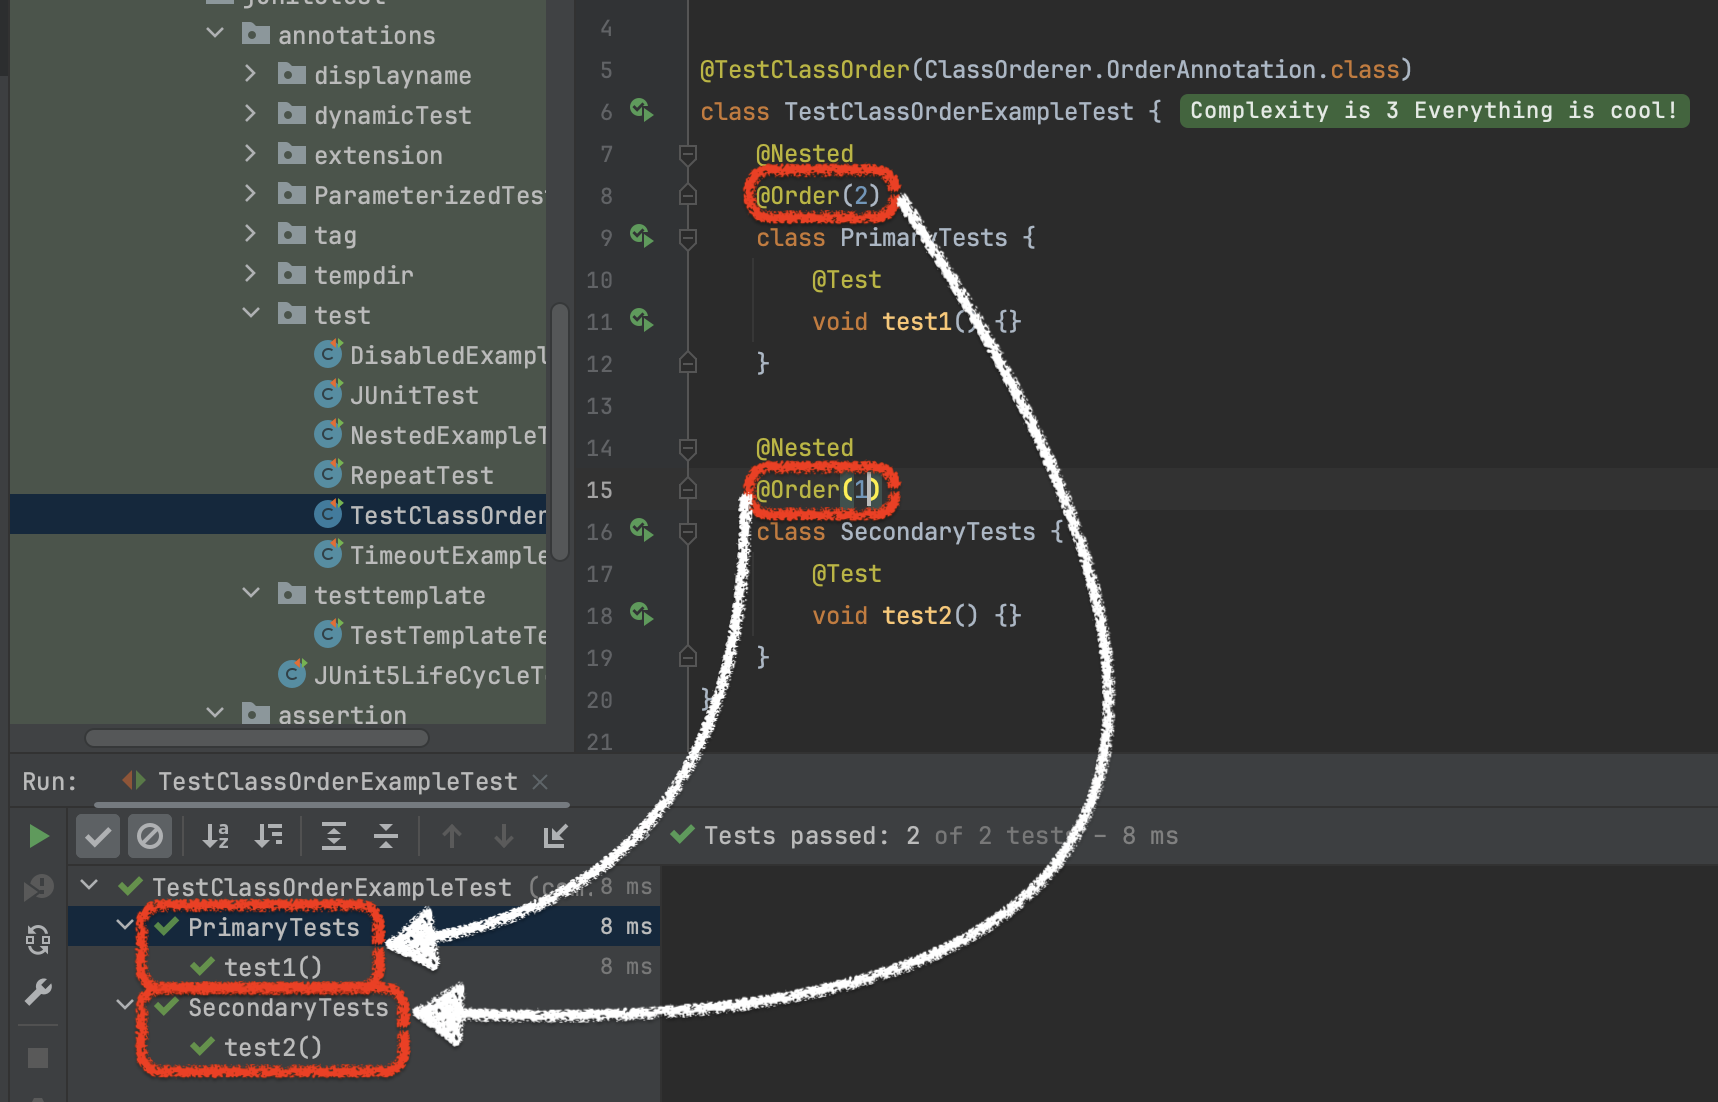 annotations
displayname
dynamicTest
extension
ParameterizedTes
tag
tempdir
test
DisabledExampl
JUnitTest
NestedExampleT
RepeatTest
TestClassOrder
TimeoutExample
testtemplate
TestTemplateTe
JUnit5LifeCycleT
assertion
4
5 @TestClassOrder(ClassOrderer.OrderAnnotation.class)
6 class TestClassOrderExampleTest { Complexity is 3 Everything is cool!
7 @Nested
8 @Order(2)
9 class PrimaryTests {
10 @Test
11 void test1() {}
12 }
13
14 @Nested
15 @Order(1)
16 class SecondaryTests {
17 @Test
18 void test2() {}
19 }
20 }
21
Run: TestClassOrderExampleTest
Tests passed: 2 of 2 tests – 8 ms
TestClassOrderExampleTest (com. 8 ms
PrimaryTests 8 ms
test1() 8 ms
SecondaryTests
test2()